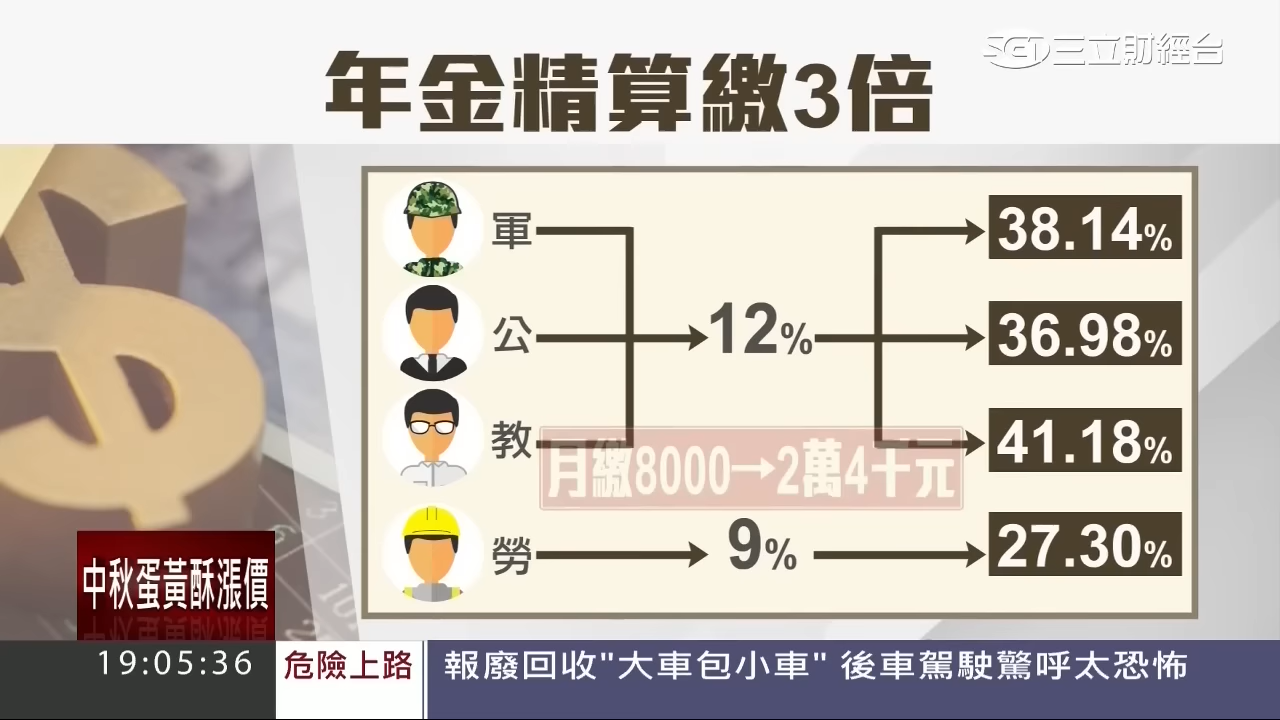 年金精算繳3倍
SET三立財經台
軍
38.14%
公
12%
36.98%
教
41.18%
月繳8000→2萬4千元
勞
9%
27.30%
中秋蛋黃酥漲價
19:05:36
危險上路
報廢回收"大車包小車" 後車駕駛驚呼太恐怖